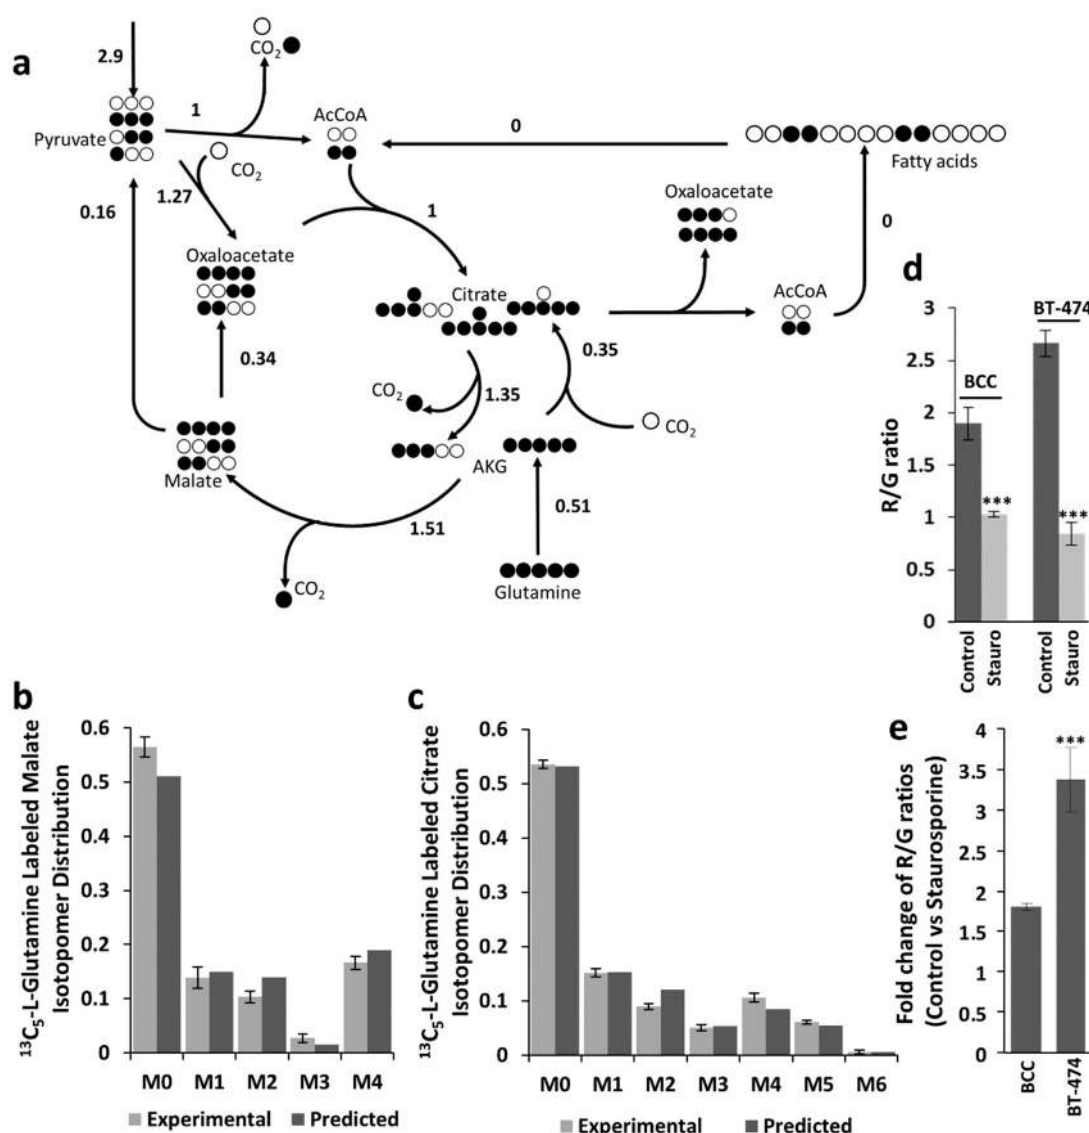 a
2.9
CO2
Pyruvate
1
AcCoA
0
Fatty acids
CO2
1.27
0.16
1
Oxaloacetate
Oxaloacetate
0
Citrate
AcCoA
0.34
0.35
CO2
1.35
CO2
Malate
AKG
1.51
0.51
CO2
Glutamine
d
3
2.5
2
1.5
1
0.5
0
R/G ratio
BT-474
BCC
***
***
Control
Stauro
Control
Stauro
b
13C5-L-Glutamine Labeled Malate
Isotopomer Distribution
0.6
0.5
0.4
0.3
0.2
0.1
0
M0 M1 M2 M3 M4
Experimental Predicted
c
13C5-L-Glutamine Labeled Citrate
Isotopomer Distribution
0.6
0.5
0.4
0.3
0.2
0.1
0
M0 M1 M2 M3 M4 M5 M6
Experimental Predicted
e
Fold change of R/G ratios
(Control vs Staurosporine)
4
3.5
3
2.5
2
1.5
1
0.5
0
***
BCC
BT-474